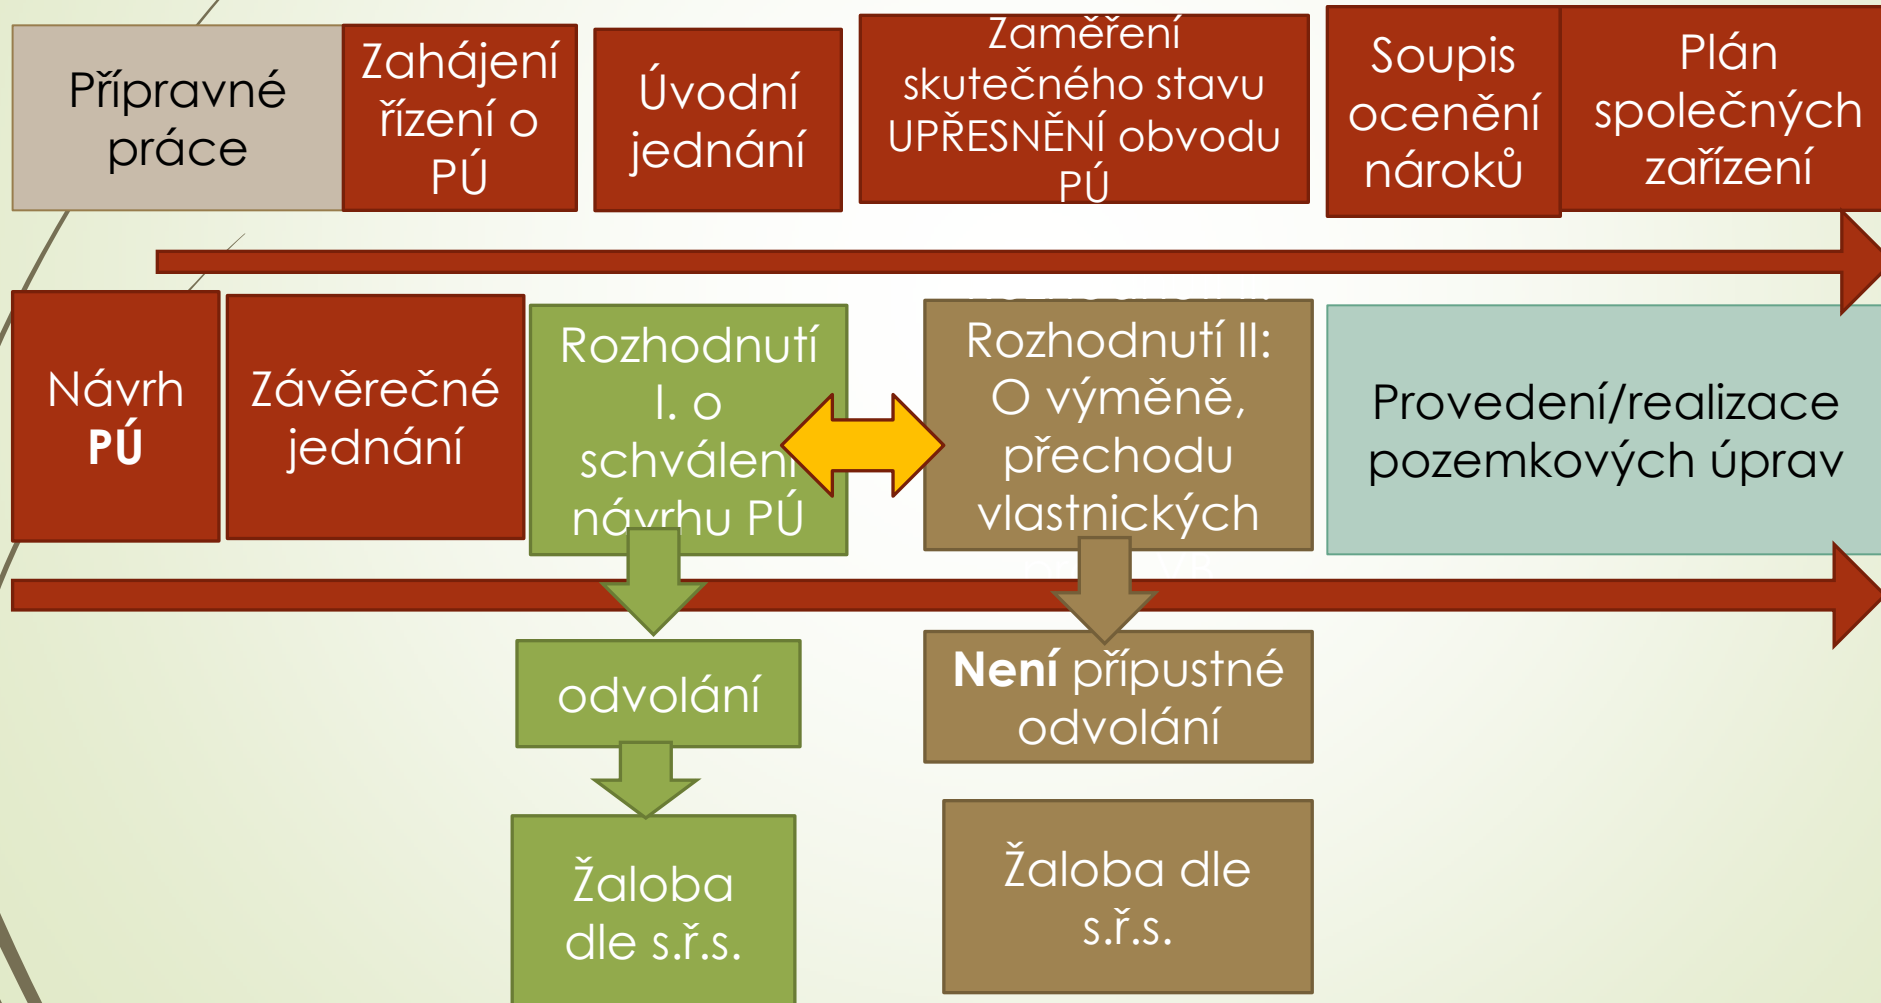 Přípravné
práce
Zahájení
řízení o
PÚ
Úvodní
jednání
Zaměření
skutečného stavu
UPŘESNĚNÍ obvodu
PÚ
Soupis
ocenění
nároků
Plán
společných
zařízení
Návrh
PÚ
Závěrečné
jednání
Rozhodnutí
I. o
schválení
návrhu PÚ
Rozhodnutí II:
O výměně,
přechodu
vlastnických
Provedení/realizace
pozemkových úprav
odvolání
Není přípustné
odvolání
Žaloba
dle s.ř.s.
Žaloba dle
s.ř.s.